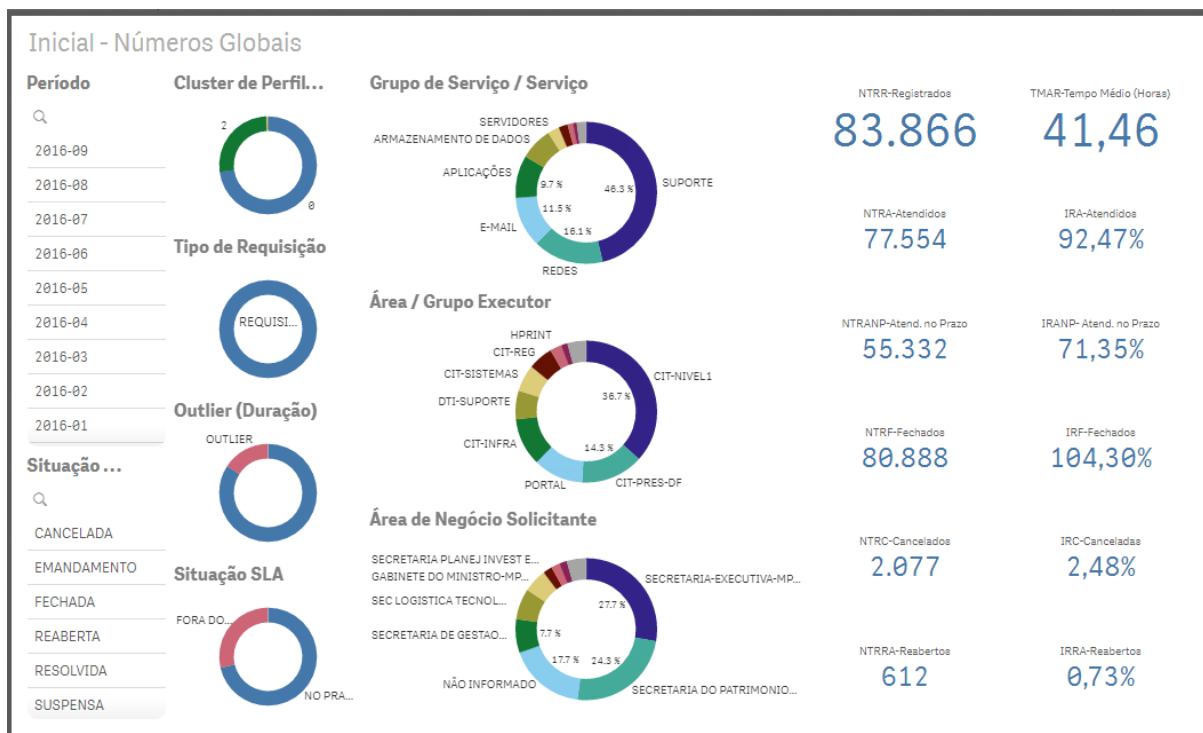 Inicial - Números Globais
Período
2016-09
2016-08
2016-07
2016-06
2016-05
2016-04
2016-03
2016-02
2016-01
Situação ...
CANCELADA
EMANDAMENTO
FECHADA
REABERTA
RESOLVIDA
SUSPENSA
Cluster de Perfil...
2
0
Tipo de Requisição
REQUISI...
Outlier (Duração)
OUTLIER
Situação SLA
FORA DO...
NO PRA...
Grupo de Serviço / Serviço
SERVIDORES
ARMAZENAMENTO DE DADOS
APLICAÇÕES
9.7 %
46.3 %
SUPORTE
11.5 %
E-MAIL
16.1 %
REDES
Área / Grupo Executor
HPRINT
CIT-REG
CIT-SISTEMAS
CIT-NIVEL1
36.7 %
DTI-SUPORTE
CIT-INFRA
14.3 %
PORTAL
CIT-PRES-DF
Área de Negócio Solicitante
SECRETARIA PLANEJ INVEST E...
GABINETE DO MINISTRO-MP...
SECRETARIA-EXECUTIVA-MP...
SEC LOGISTICA TECNOL...
27.7 %
SECRETARIA DE GESTAO...
7.7 %
17.7 %
24.3 %
NÃO INFORMADO
SECRETARIA DO PATRIMONIO...
NTRR-Registrados
83.866
TMAR-Tempo Médio (Horas)
41,46
NTRA-Atendidos
77.554
IRA-Atendidos
92,47%
NTRANP-Atend. no Prazo
55.332
IRANP- Atend. no Prazo
71,35%
NTRF-Fechados
80.888
IRF-Fechados
104,30%
NTRC-Cancelados
2.077
IRC-Canceladas
2,48%
NTRRA-Reabertos
612
IRRA-Reabertos
0,73%